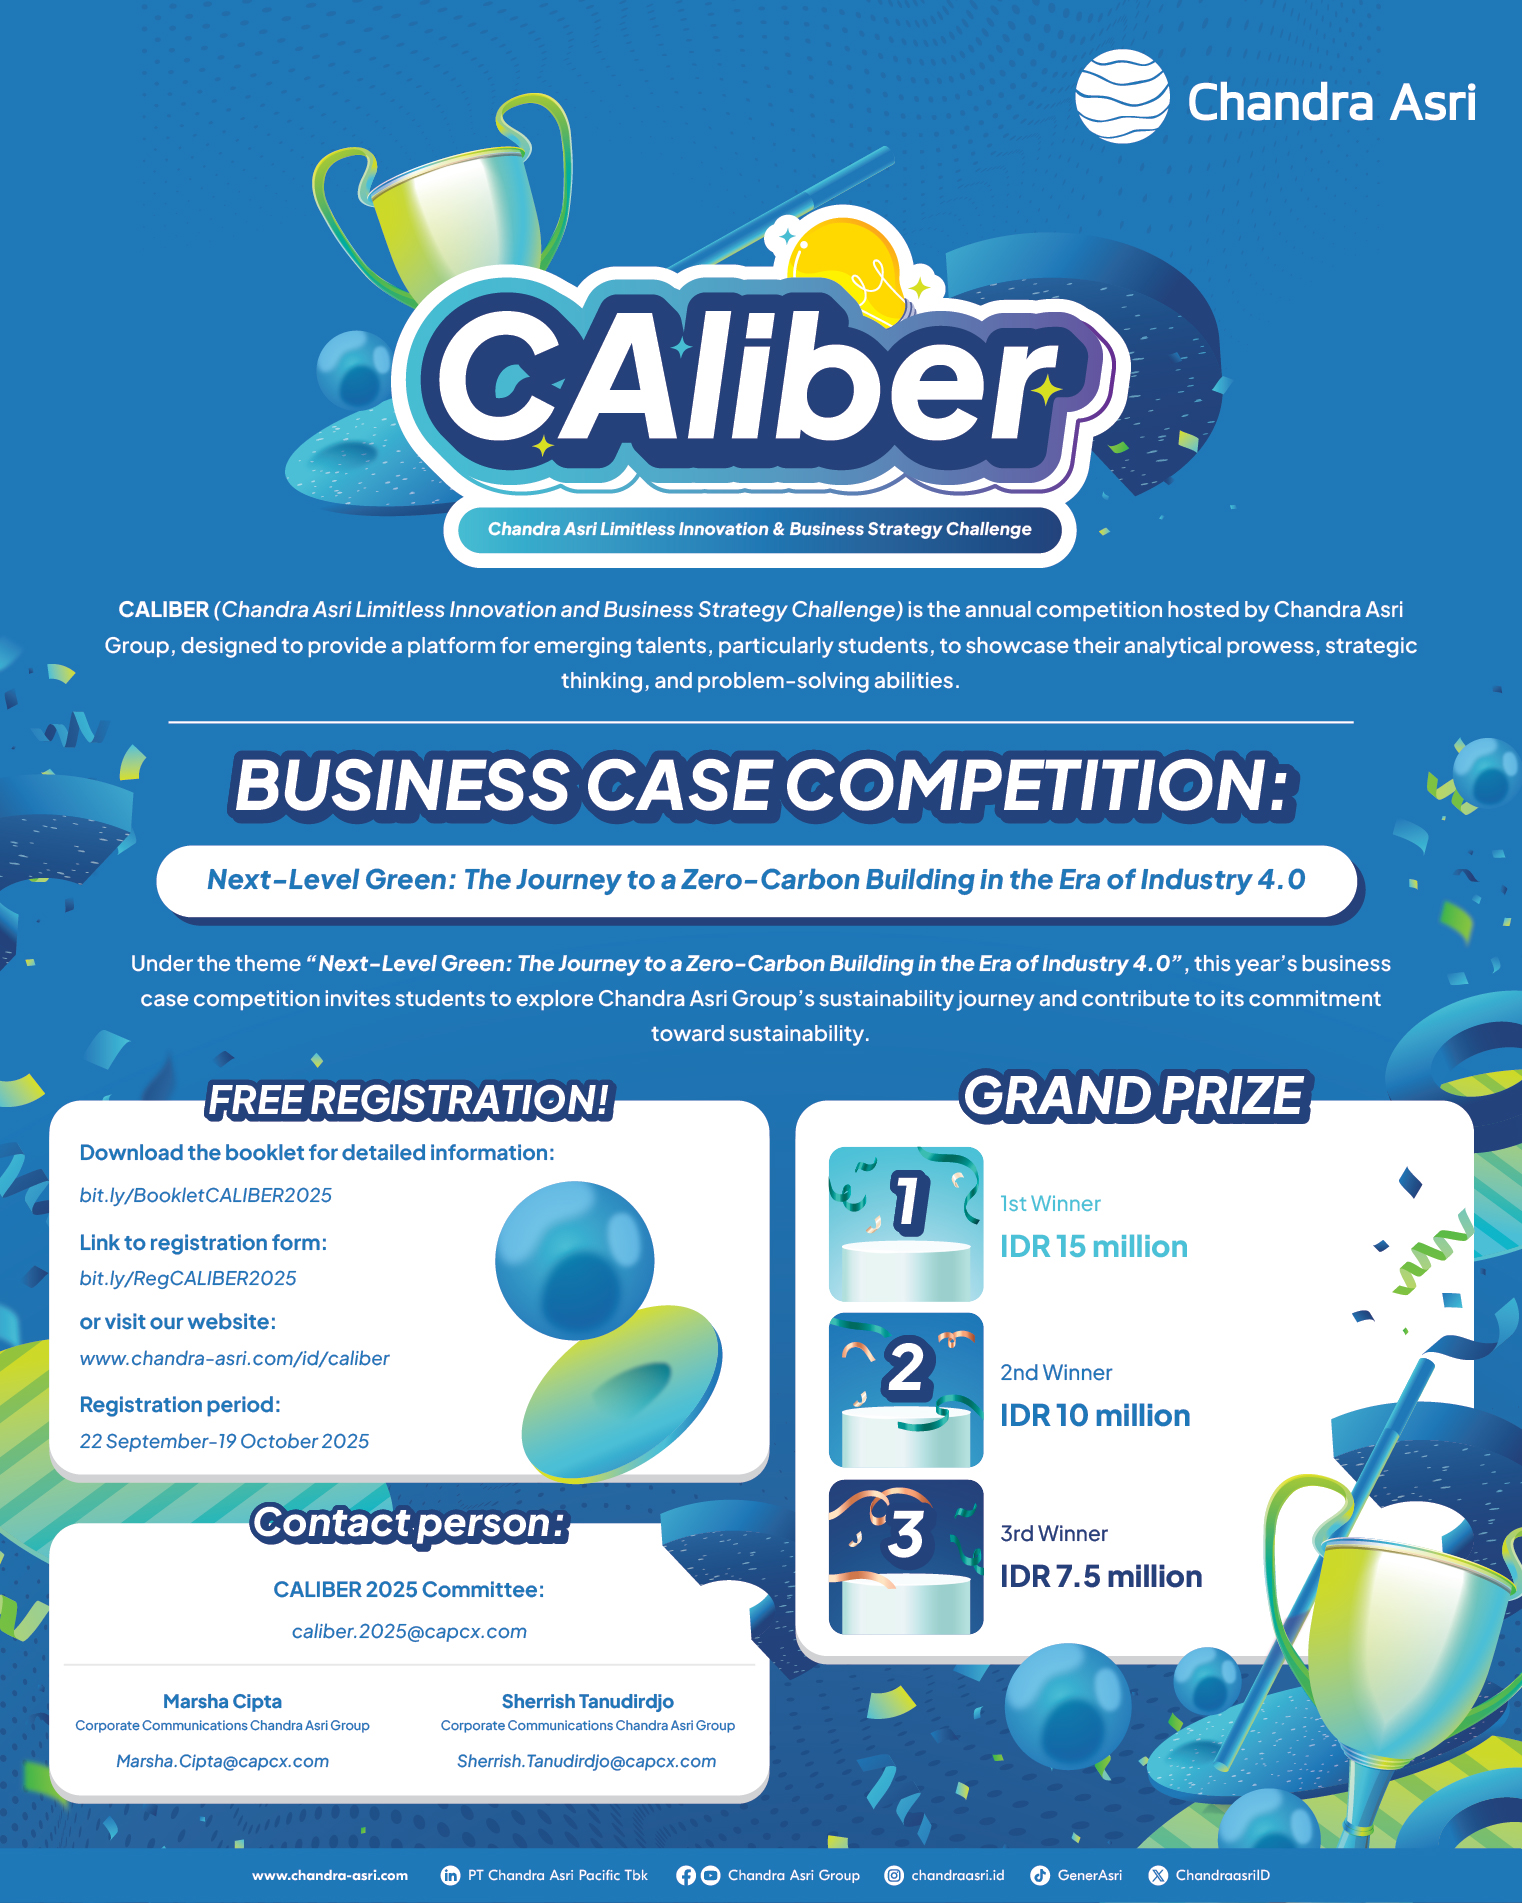 Chandra Asri
CAliber
Chandra Asri Limitless Innovation & Business Strategy Challenge
CALIBER (Chandra Asri Limitless Innovation and Business Strategy Challenge) is the annual competition hosted by Chandra Asri
Group, designed to provide a platform for emerging talents, particularly students, to showcase their analytical prowess, strategic
thinking, and problem-solving abilities.
BUSINESS CASE COMPETITION:
Next-Level Green: The Journey to a Zero-Carbon Building in the Era of Industry 4.0
Under the theme “Next-Level Green: The Journey to a Zero-Carbon Building in the Era of Industry 4.0”, this year’s business
case competition invites students to explore Chandra Asri Group’s sustainability journey and contribute to its commitment
toward sustainability.
FREE REGISTRATION!
Download the booklet for detailed information:
bit.ly/BookletCALIBER2025
Link to registration form:
bit.ly/RegCALIBER2025
or visit our website:
www.chandra-asri.com/id/caliber
Registration period:
22 September-19 October 2025
GRAND PRIZE
1
1st Winner
IDR 15 million
2
2nd Winner
IDR 10 million
3
3rd Winner
IDR 7.5 million
Contact person:
CALIBER 2025 Committee:
caliber.2025@capcx.com
Marsha Cipta
Corporate Communications Chandra Asri Group
Marsha.Cipta@capcx.com
Sherrish Tanudirdjo
Corporate Communications Chandra Asri Group
Sherrish.Tanudirdjo@capcx.com
www.chandra-asri.com in PT Chandra Asri Pacific Tbk Chandra Asri Group chandraasri.id GenerAsri ChandraasriID